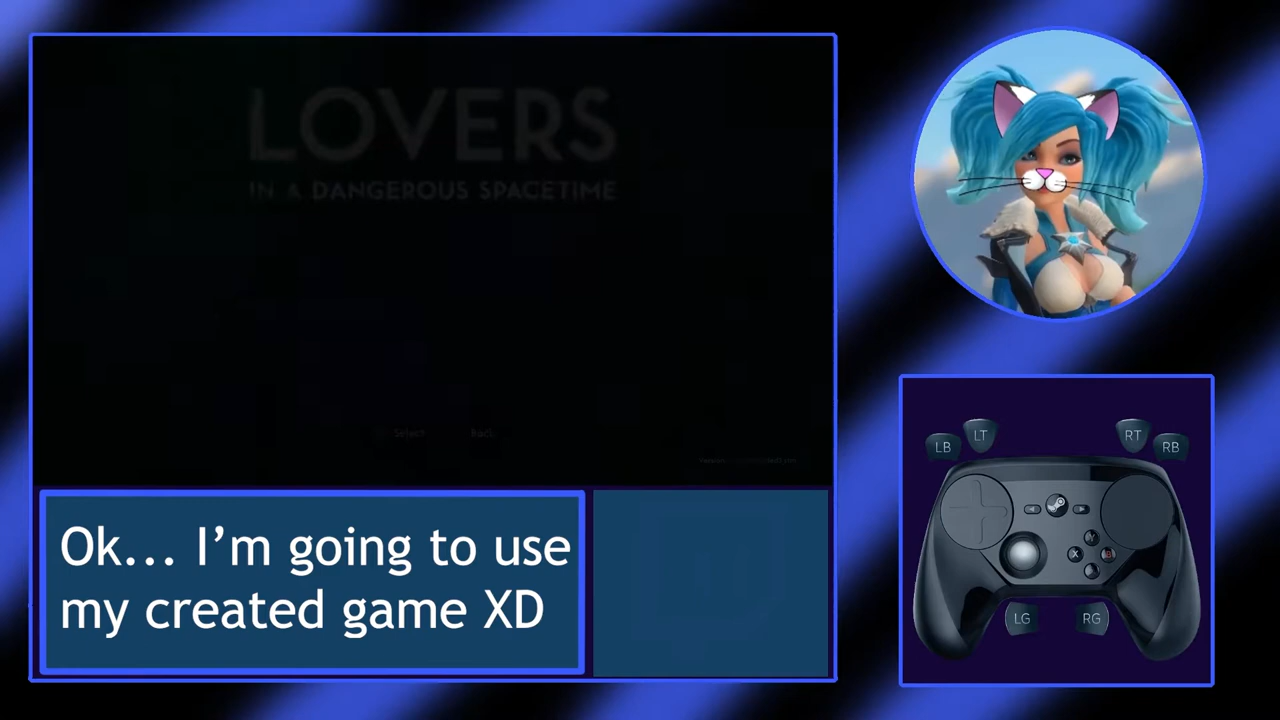 LOVERS
IN A DANGEROUS SPACETIME
Select Back
Ok... I’m going to use
my created game XD
LT RT
LB RB
Y
X B
LG RG